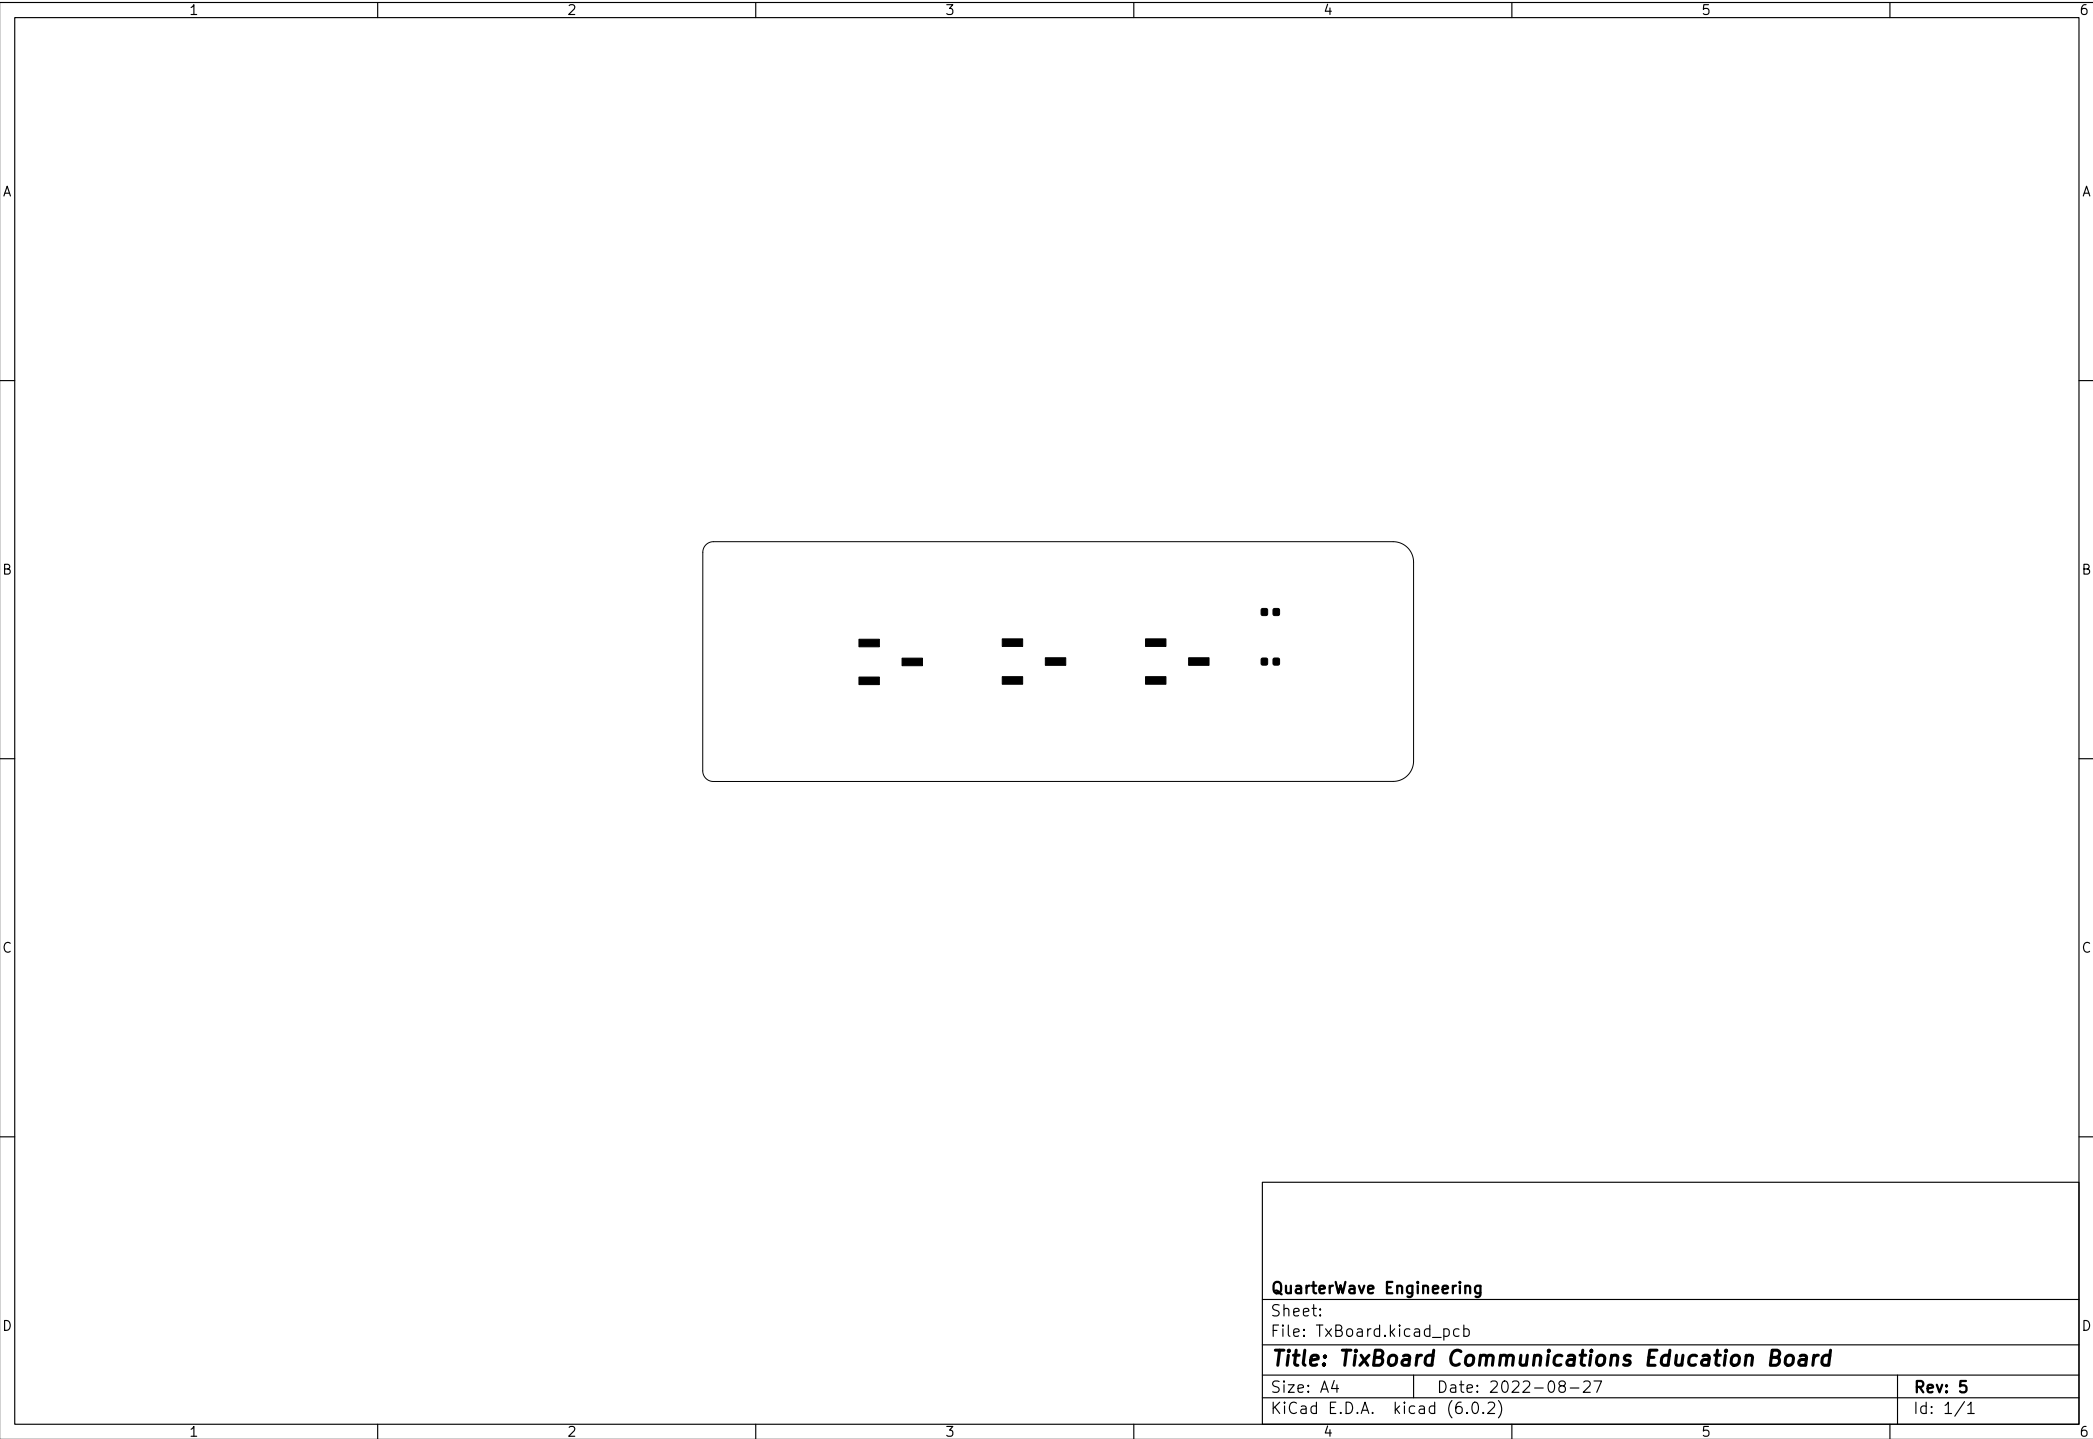 1 2 3 4 5 6
A A
B B
C C
D D
QuarterWave Engineering
Sheet:
File: TxBoard.kicad_pcb
Title: TixBoard Communications Education Board
Size: A4 Date: 2022-08-27 Rev: 5
KiCad E.D.A. kicad (6.0.2) Id: 1/1
1 2 3 4 5 6